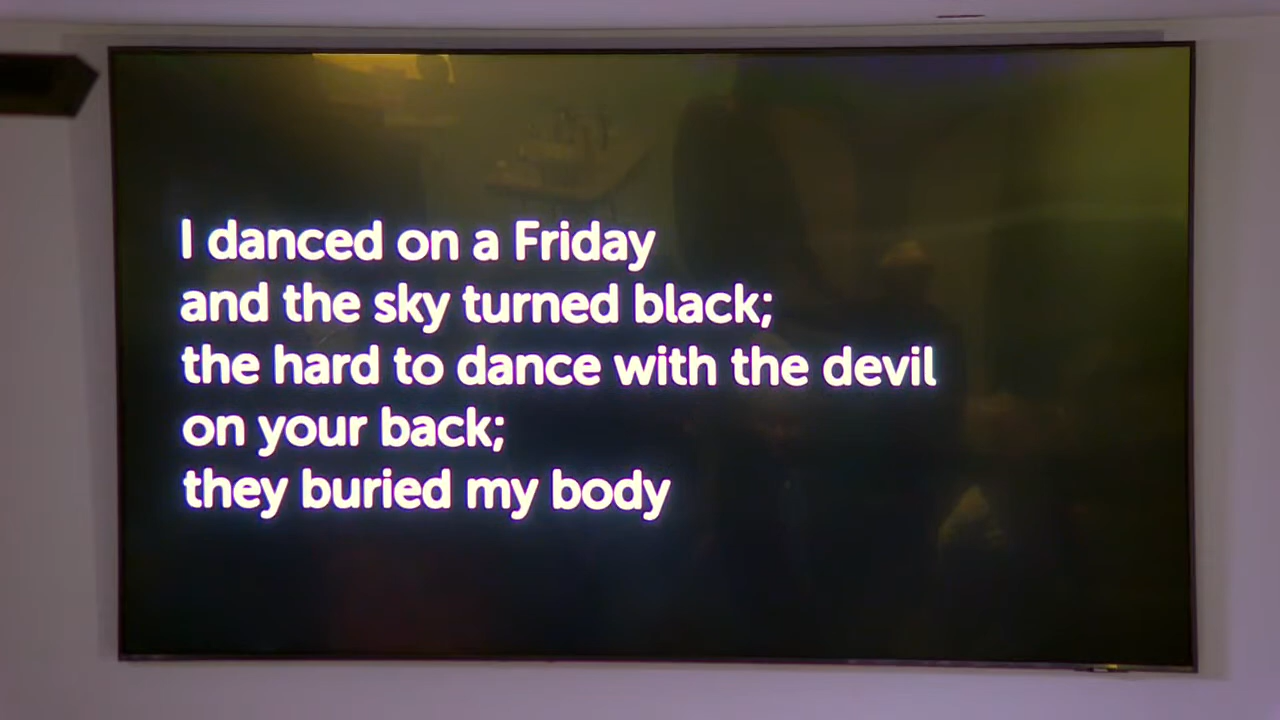 I danced on a Friday
and the sky turned black;
the hard to dance with the devil
on your back;
they buried my body